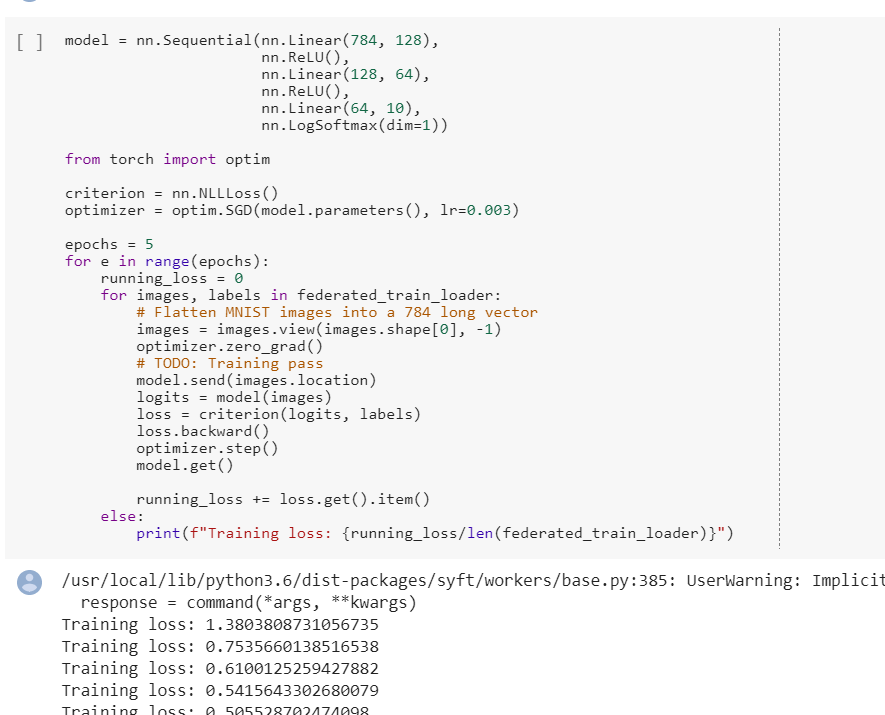 [ ] model = nn.Sequential(nn.Linear(784, 128),
                      nn.ReLU(),
                      nn.Linear(128, 64),
                      nn.ReLU(),
                      nn.Linear(64, 10),
                      nn.LogSoftmax(dim=1))

from torch import optim

criterion = nn.NLLLoss()
optimizer = optim.SGD(model.parameters(), lr=0.003)

epochs = 5
for e in range(epochs):
    running_loss = 0
    for images, labels in federated_train_loader:
        # Flatten MNIST images into a 784 long vector
        images = images.view(images.shape[0], -1)
        optimizer.zero_grad()
        # TODO: Training pass
        model.send(images.location)
        logits = model(images)
        loss = criterion(logits, labels)
        loss.backward()
        optimizer.step()
        model.get()

        running_loss += loss.get().item()
    else:
        print(f"Training loss: {running_loss/len(federated_train_loader)}")
/usr/local/lib/python3.6/dist-packages/syft/workers/base.py:385: UserWarning: Implicit
  response = command(*args, **kwargs)
Training loss: 1.3803808731056735
Training loss: 0.7535660138516538
Training loss: 0.6100125259427882
Training loss: 0.5415643302680079
Training loss: 0.505528702474098